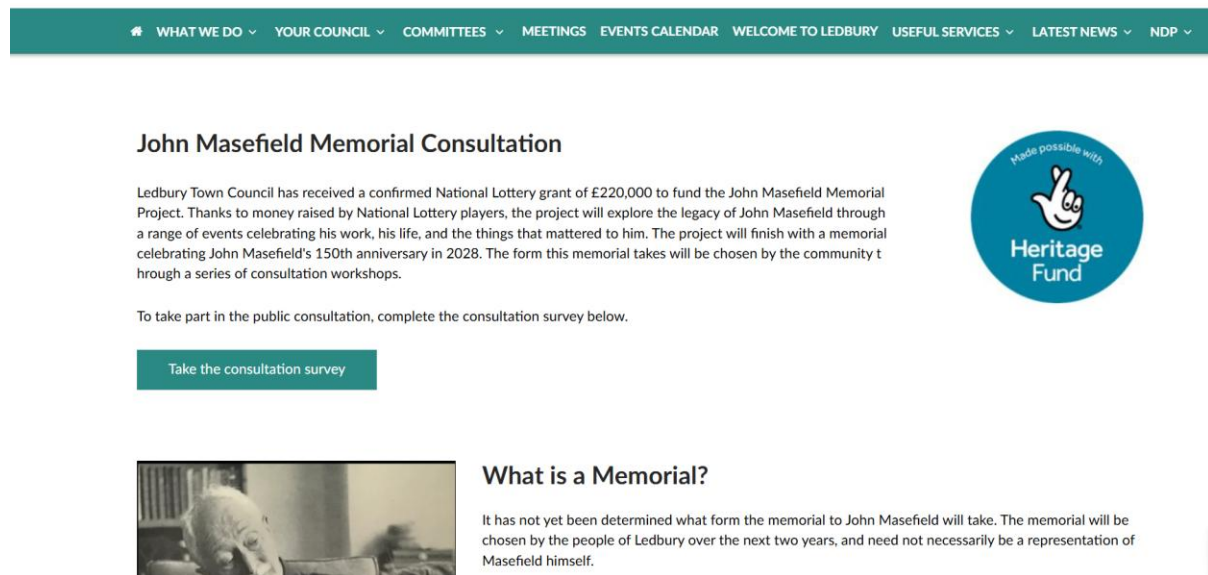 WHAT WE DO YOUR COUNCIL COMMITTEES MEETINGS EVENTS CALENDAR WELCOME TO LEDBURY USEFUL SERVICES LATEST NEWS NDP
John Masefield Memorial Consultation
Ledbury Town Council has received a confirmed National Lottery grant of £220,000 to fund the John Masefield Memorial
Project. Thanks to money raised by National Lottery players, the project will explore the legacy of John Masefield through
a range of events celebrating his work, his life, and the things that mattered to him. The project will finish with a memorial
celebrating John Masefield's 150th anniversary in 2028. The form this memorial takes will be chosen by the community t
hrough a series of consultation workshops.
To take part in the public consultation, complete the consultation survey below.
Take the consultation survey
Made possible with
Heritage
Fund
What is a Memorial?
It has not yet been determined what form the memorial to John Masefield will take. The memorial will be
chosen by the people of Ledbury over the next two years, and need not necessarily be a representation of
Masefield himself.